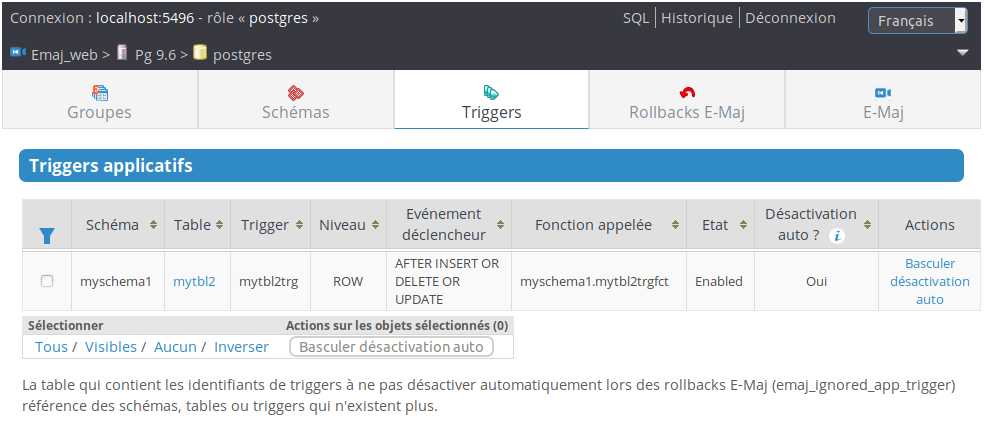 Connexion : localhost:5496 - rôle « postgres »
SQL | Historique | Déconnexion
Français
Emaj_web > Pg 9.6 > postgres
Groupes
Schémas
Triggers
Rollbacks E-Maj
E-Maj
Triggers applicatifs
Schéma
Table
Trigger
Niveau
Evénement
déclencheur
Fonction appelée
Etat
Désactivation
auto ?
Actions
myschema1
mytbl2
mytbl2trg
ROW
AFTER INSERT OR
DELETE OR
UPDATE
myschema1.mytbl2trgfct
Enabled
Oui
Basculer
désactivation
auto
Sélectionner
Actions sur les objets sélectionnés (0)
Tous / Visibles / Aucun / Inverser
Basculer désactivation auto
La table qui contient les identifiants de triggers à ne pas désactiver automatiquement lors des rollbacks E-Maj (emaj_ignored_app_trigger)
référence des schémas, tables ou triggers qui n'existent plus.